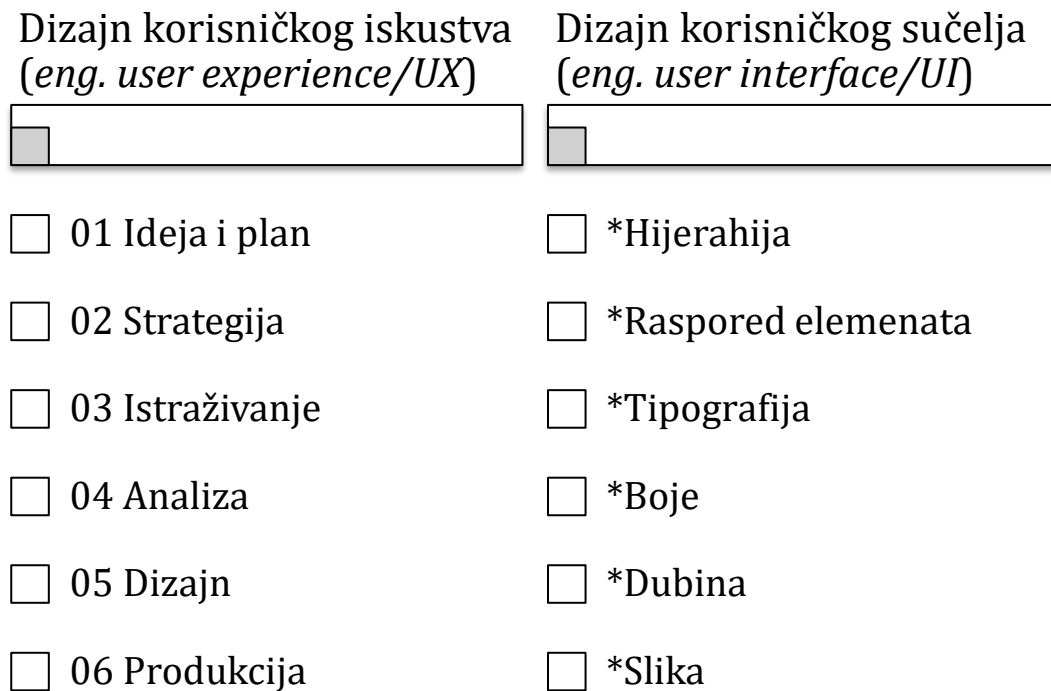 Dizajn korisničkog iskustva
(eng. user experience/UX)
01 Ideja i plan
02 Strategija
03 Istraživanje
04 Analiza
05 Dizajn
06 Produkcija
Dizajn korisničkog sučelja
(eng. user interface/UI)
*Hijerahija
*Raspored elemenata
*Tipografija
*Boje
*Dubina
*Slika